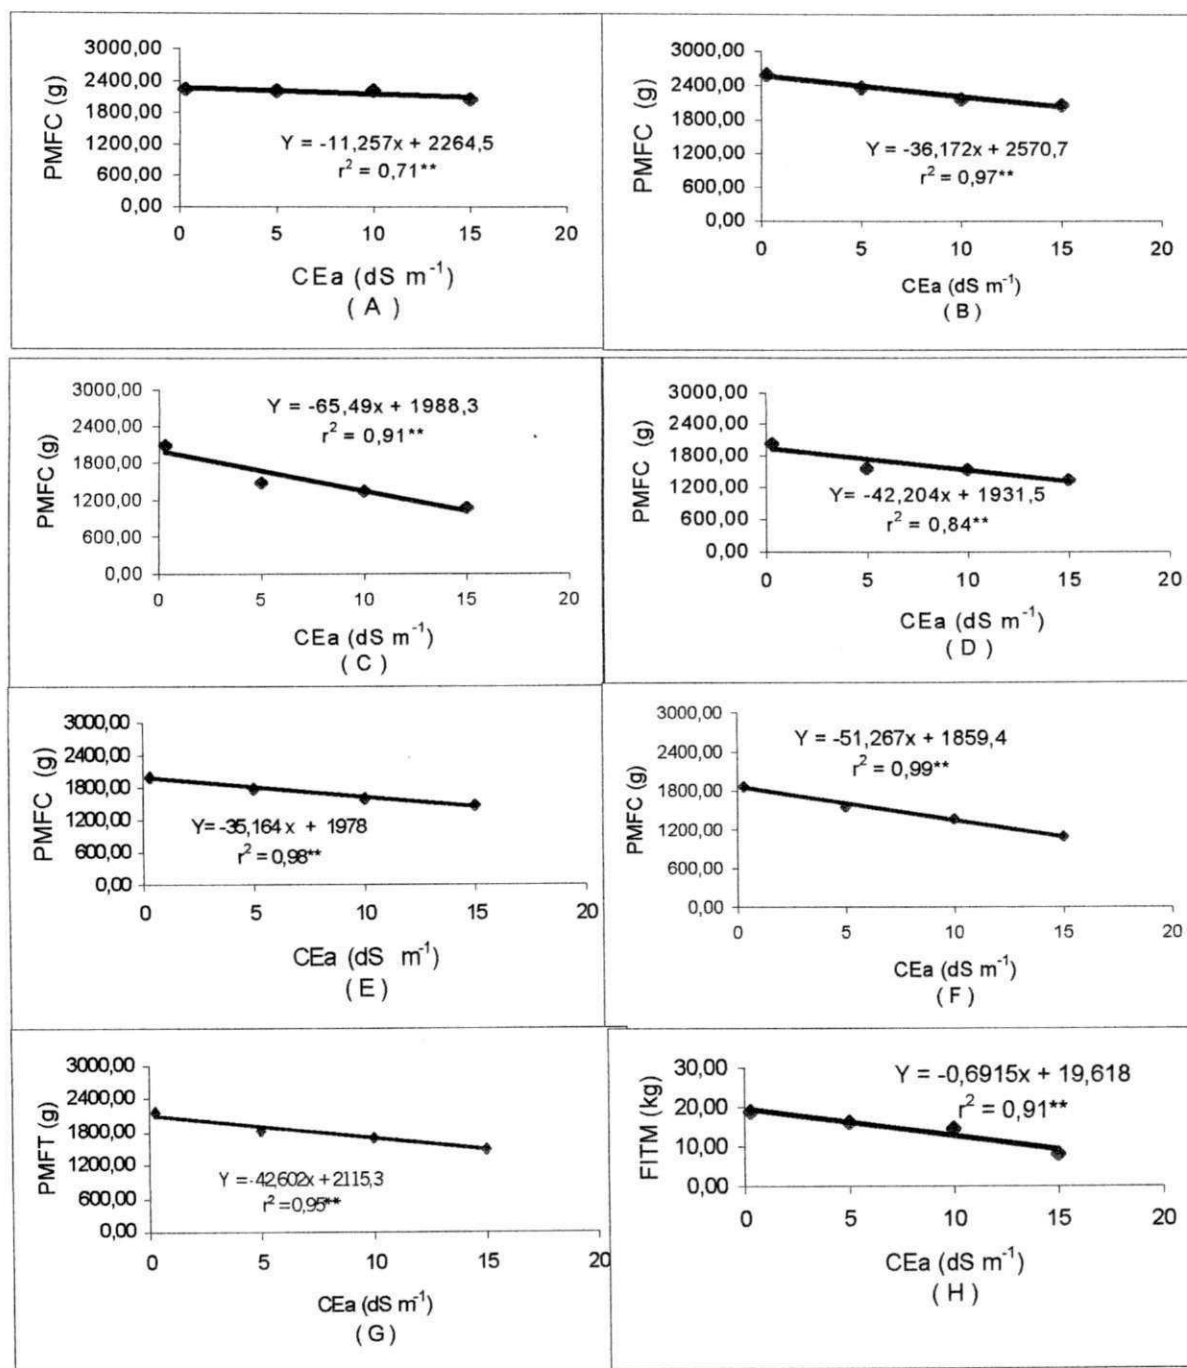 3000,00
2400,00
1800,00
1200,00
600,00
0,00
PMFC (g)
Y = -11,257x + 2264,5
r² = 0,71**
0 5 10 15 20
CEa (dS m⁻¹)
( A )
3000,00
2400,00
1800,00
1200,00
600,00
0,00
PMFC (g)
Y = -36,172x + 2570,7
r² = 0,97**
0 5 10 15 20
CEa (dS m⁻¹)
( B )
3000,00
2400,00
1800,00
1200,00
600,00
0,00
PMFC (g)
Y = -65,49x + 1988,3
r² = 0,91**
0 5 10 15 20
CEa (dS m⁻¹)
( C )
3000,00
2400,00
1800,00
1200,00
600,00
0,00
PMFC (g)
Y= -42,204x + 1931,5
r² = 0,84**
0 5 10 15 20
CEa (dS m⁻¹)
( D )
3000,00
2400,00
1800,00
1200,00
600,00
0,00
PMFC (g)
Y= -35,164x + 1978
r² = 0,98**
0 5 10 15 20
CEa (dS m⁻¹)
( E )
3000,00
2400,00
1800,00
1200,00
600,00
0,00
PMFC (g)
Y = -51,267x + 1859,4
r² = 0,99**
0 5 10 15 20
CEa (dS m⁻¹)
( F )
3000,00
2400,00
1800,00
1200,00
600,00
0,00
PMFT (g)
Y = -42,602x + 2115,3
r² = 0,95**
0 5 10 15 20
CEa (dS m⁻¹)
( G )
30,00
20,00
10,00
0,00
FITM (kg)
Y = -0,6915x + 19,618
r² = 0,91**
0 5 10 15 20
CEa (dS m⁻¹)
( H )